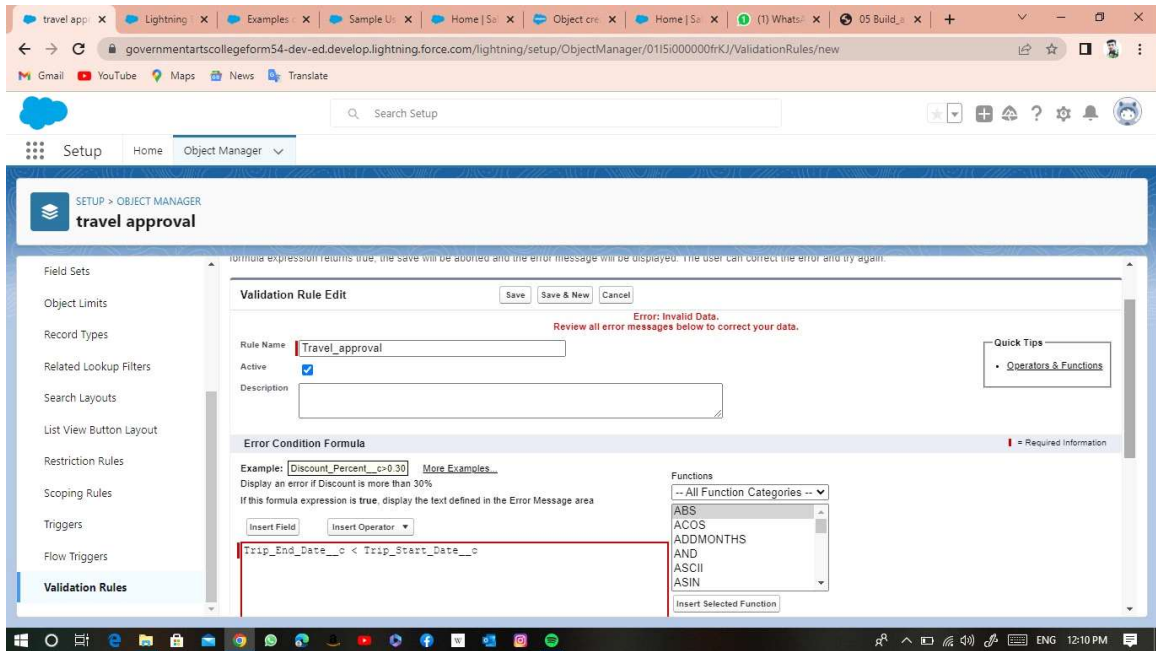 travel appr
Lightning
Examples o
Sample Us
Home | Sal
Object cre
Home | Sal
(1) WhatsA
05 Build_a
governmentartscollegeform54-dev-ed.develop.lightning.force.com/lightning/setup/ObjectManager/01I5i000000frKJ/ValidationRules/new
Gmail YouTube Maps News Translate
Search Setup
Setup Home Object Manager
SETUP > OBJECT MANAGER
travel approval
Field Sets
Object Limits
Record Types
Related Lookup Filters
Search Layouts
List View Button Layout
Restriction Rules
Scoping Rules
Triggers
Flow Triggers
Validation Rules
formula expression returns true, the save will be aborted and the error message will be displayed. The user can correct the error and try again.
Validation Rule Edit Save Save & New Cancel
Error: Invalid Data.
Review all error messages below to correct your data.
Rule Name Travel_approval
Active
Description
Quick Tips
• Operators & Functions
Error Condition Formula = Required Information
Example: Discount_Percent__c>0.30 More Examples...
Display an error if Discount is more than 30%
If this formula expression is true, display the text defined in the Error Message area
Insert Field Insert Operator
Trip_End_Date__c < Trip_Start_Date__c
Functions
-- All Function Categories --
ABS
ACOS
ADDMONTHS
AND
ASCII
ASIN
Insert Selected Function
ENG 12:10 PM